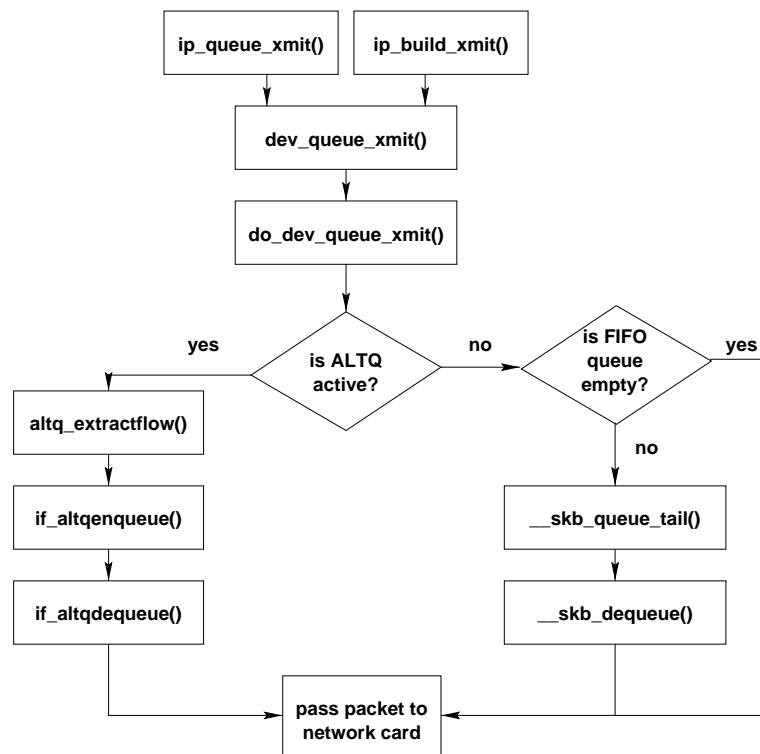 ip_queue_xmit()
ip_build_xmit()
dev_queue_xmit()
do_dev_queue_xmit()
is ALTQ
active?
yes
no
is FIFO
queue
empty?
yes
no
altq_extractflow()
if_altqenqueue()
if_altqdequeue()
__skb_queue_tail()
__skb_dequeue()
pass packet to
network card